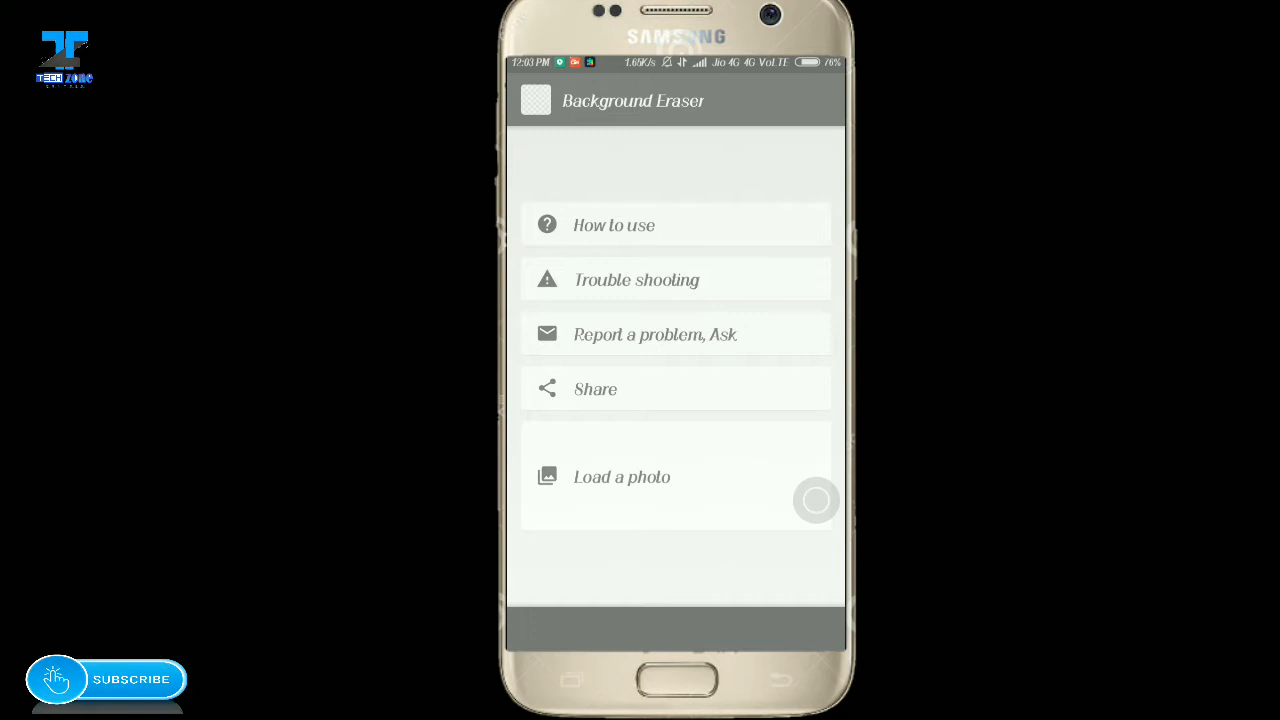 SAMSUNG
12:03 PM 1.65K/s Jio 4G 4G VoLTE 76%
TECH Zone
Background Eraser
How to use
Trouble shooting
Report a problem, Ask
Share
Load a photo
SUBSCRIBE